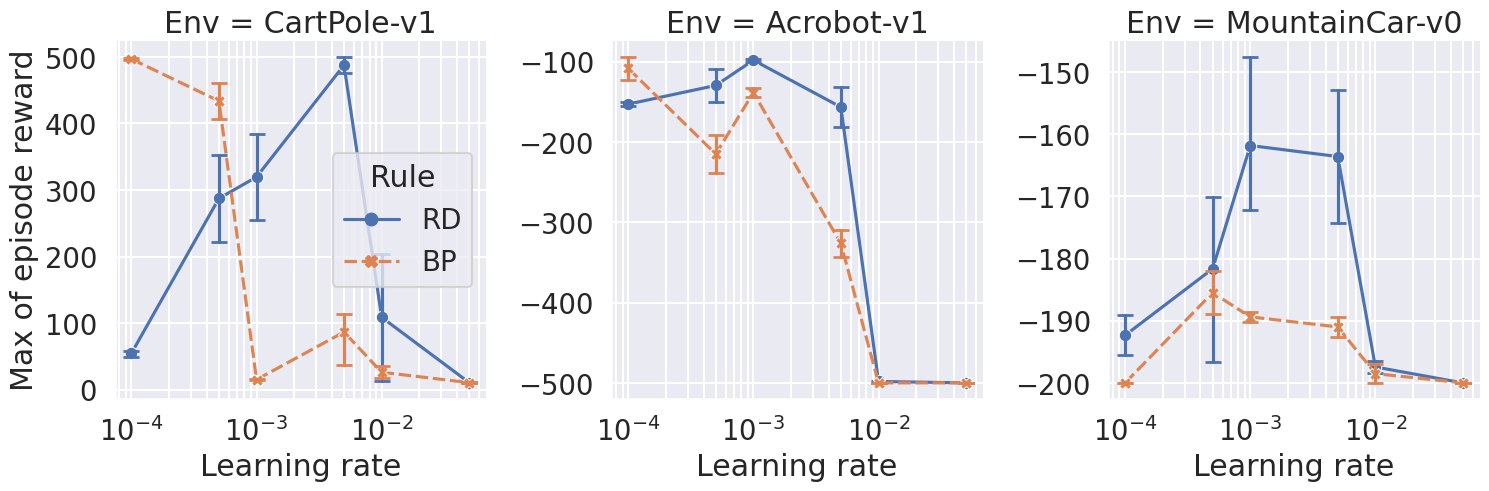 Env = CartPole-v1
Max of episode reward
500
400
300
200
100
0
10⁻⁴
10⁻³
10⁻²
Learning rate
Rule
RD
BP
Env = Acrobot-v1
−100
−200
−300
−400
−500
10⁻⁴
10⁻³
10⁻²
Learning rate
Env = MountainCar-v0
−150
−160
−170
−180
−190
−200
10⁻⁴
10⁻³
10⁻²
Learning rate